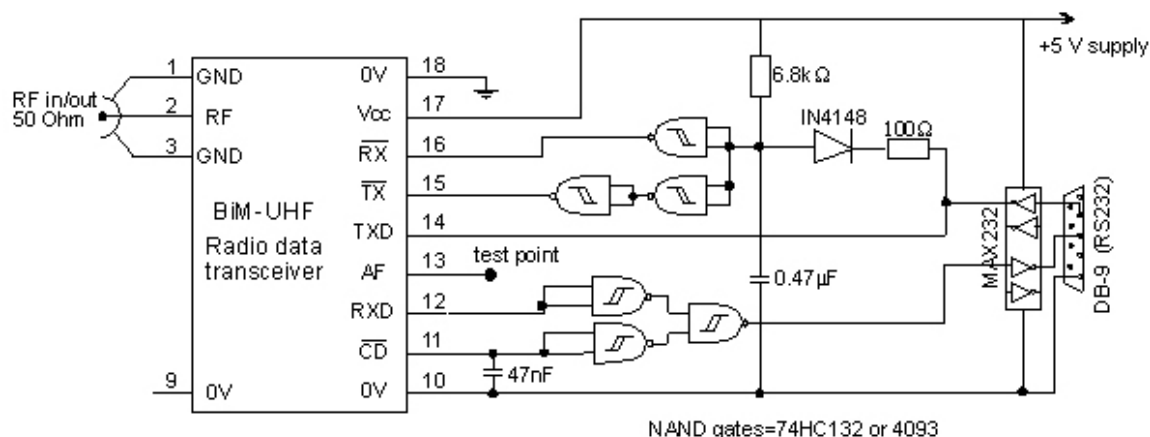 +5 V supply
1
GND
0V
18
RF in/out
50 Ohm
2
RF
Vcc
17
6.8kΩ
3
GND
RX
16
IN4148
100Ω
TX
15
BiM-UHF
Radio data
transceiver
TXD
14
AF
13
test point
RXD
12
CD
11
47nF
0.47µF
9
0V
0V
10
MAX232
DB-9 (RS232)
NAND gates=74HC132 or 4093